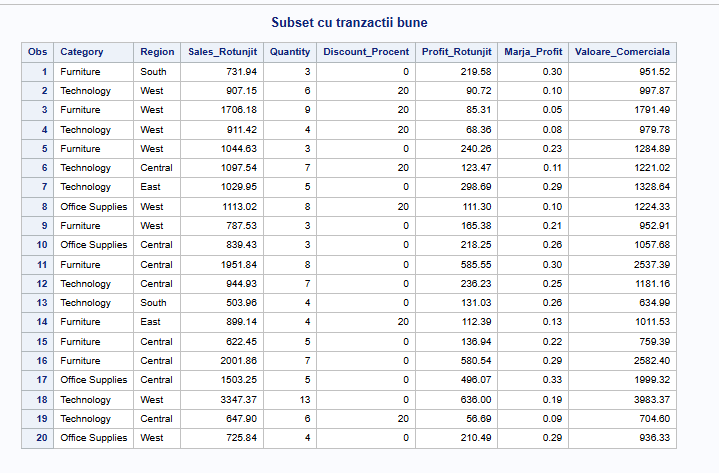 Subset cu tranzactii bune
Obs Category Region Sales_Rotunjit Quantity Discount_Procent Profit_Rotunjit Marja_Profit Valoare_Comerciala
1 Furniture South 731.94 3 0 219.58 0.30 951.52
2 Technology West 907.15 6 20 90.72 0.10 997.87
3 Furniture West 1706.18 9 20 85.31 0.05 1791.49
4 Technology West 911.42 4 20 68.36 0.08 979.78
5 Furniture West 1044.63 3 0 240.26 0.23 1284.89
6 Technology Central 1097.54 7 20 123.47 0.11 1221.02
7 Technology East 1029.95 5 0 298.69 0.29 1328.64
8 Office Supplies West 1113.02 8 20 111.30 0.10 1224.33
9 Furniture West 787.53 3 0 165.38 0.21 952.91
10 Office Supplies Central 839.43 3 0 218.25 0.26 1057.68
11 Furniture Central 1951.84 8 0 585.55 0.30 2537.39
12 Technology Central 944.93 7 0 236.23 0.25 1181.16
13 Technology South 503.96 4 0 131.03 0.26 634.99
14 Furniture East 899.14 4 20 112.39 0.13 1011.53
15 Furniture Central 622.45 5 0 136.94 0.22 759.39
16 Furniture Central 2001.86 7 0 580.54 0.29 2582.40
17 Office Supplies Central 1503.25 5 0 496.07 0.33 1999.32
18 Technology West 3347.37 13 0 636.00 0.19 3983.37
19 Technology Central 647.90 6 20 56.69 0.09 704.60
20 Office Supplies West 725.84 4 0 210.49 0.29 936.33